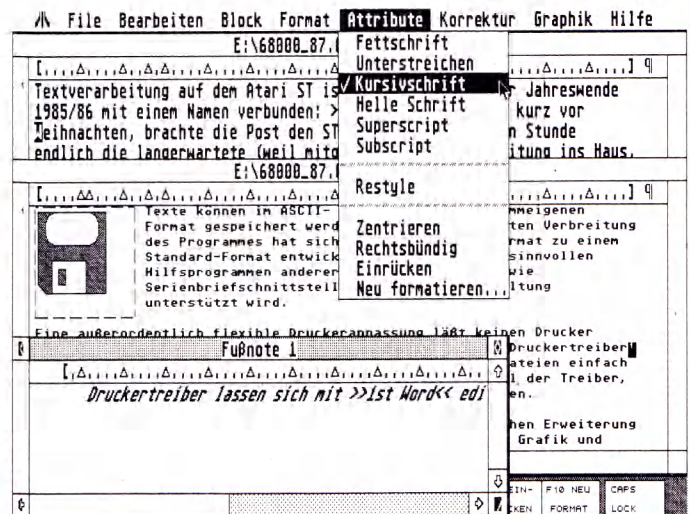 File Bearbeiten Block Format Attribute Korrektur Graphik Hilfe
E:\68000_87.
Fettschrift
Unterstreichen
✓ Kursivschrift
Helle Schrift
Superscript
Subscript
Restyle
Zentrieren
Rechtsbündig
Einrücken
Neu formatieren...
Textverarbeitung auf dem Atari ST is
r Jahreswende
1985/86 mit einem Namen verbunden: >
kurz vor
Weihnachten, brachte die Post den ST
n Stunde
endlich die langerwartete (weil mito
itung ins Haus.
E:\68000_87.
Texte können im ASCII-
mmeigenen
Format gespeichert werd
ten Verbreitung
des Programmes hat sich
rmat zu einem
Standard-Format entwick
sinnvollen
Hilfsprogrammen anderer
wie
Serienbriefschnittstell
ltung
unterstützt wird.
Eine außerordentlich flexible Druckeranpassung läßt keinen Drucker
Druckertreiber
ateien einfach
l der Treiber,
en.
hen Erweiterung
Grafik und
Fußnote 1
Druckertreiber lassen sich mit >>1st Word<< edi
EIN-
CKEN
F10 NEU
FORMAT
CAPS
LOCK